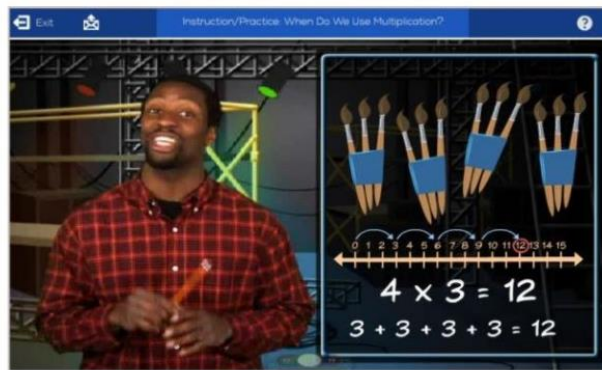 Exit
Instruction/Practice: When Do We Use Multiplication?
?
0 1 2 3 4 5 6 7 8 9 10 11 12 13 14 15
4 x 3 = 12
3 + 3 + 3 + 3 = 12